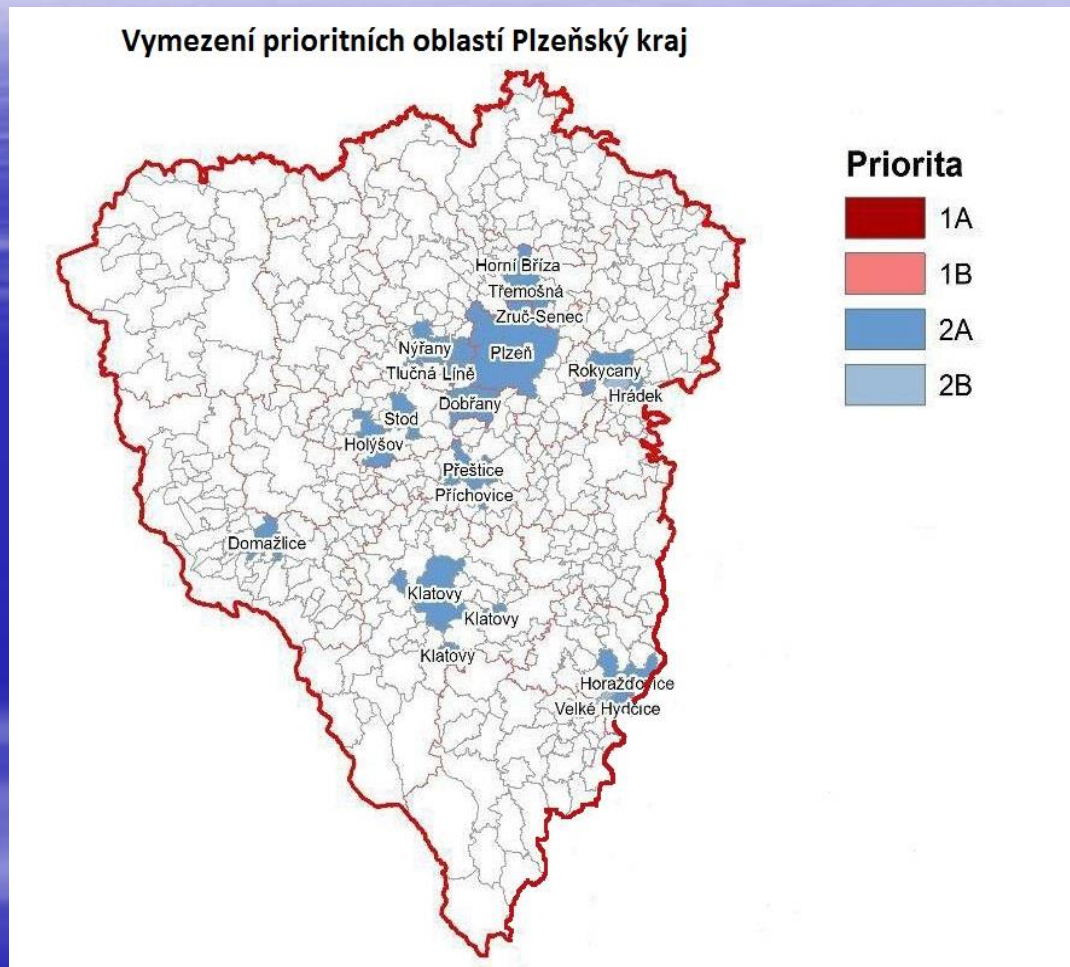 Vymezení prioritních oblastí Plzeňský kraj
Priorita
1A
1B
2A
2B
Horní Bříza
Třemošná
Zruč-Senec
Nýřany
Plzeň
Tlučná Líně
Rokycany
Hrádek
Dobřany
Stod
Holýšov
Přeštice
Příchovice
Domažlice
Klatovy
Klatovy
Klatovy
Horažďovice
Velké Hydčice